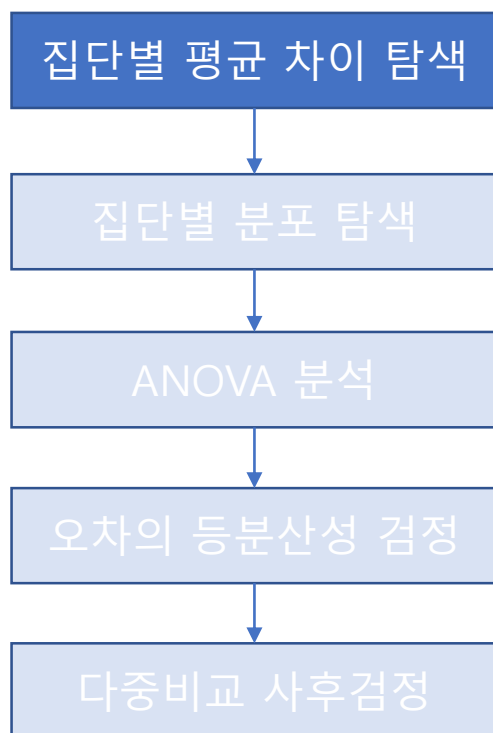 집단별 평균 차이 탐색
집단별 분포 탐색
ANOVA 분석
오차의 등분산성 검정
다중비교 사후검정